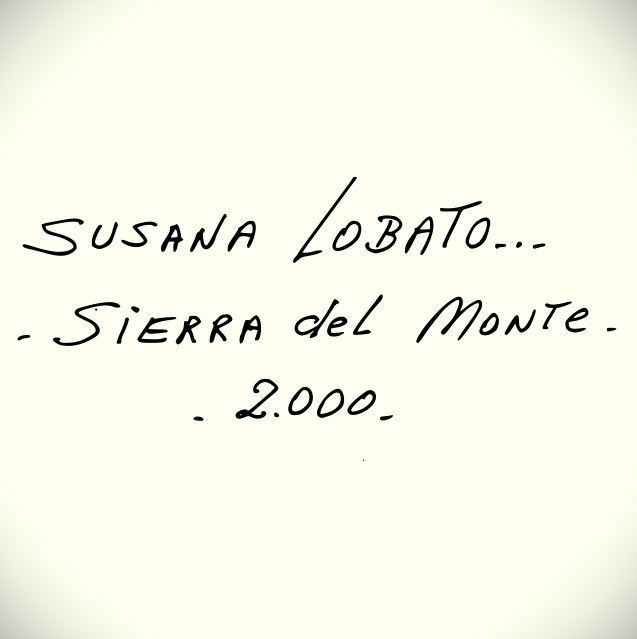 SUSANA LOBATO...
- SiERRA del MONTe -
- 2.000 -